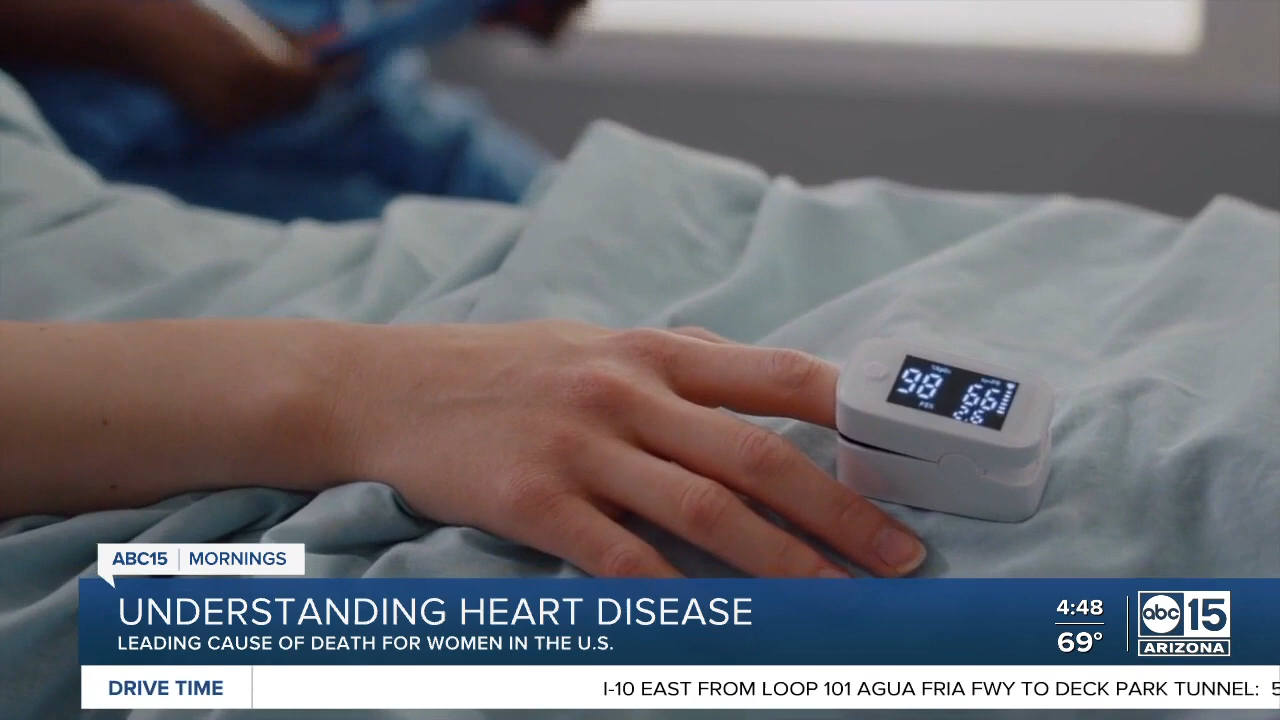 98
66
ABC15 | MORNINGS
UNDERSTANDING HEART DISEASE
LEADING CAUSE OF DEATH FOR WOMEN IN THE U.S.
4:48
69°
abc 15
ARIZONA
DRIVE TIME
I-10 EAST FROM LOOP 101 AGUA FRIA FWY TO DECK PARK TUNNEL: 5